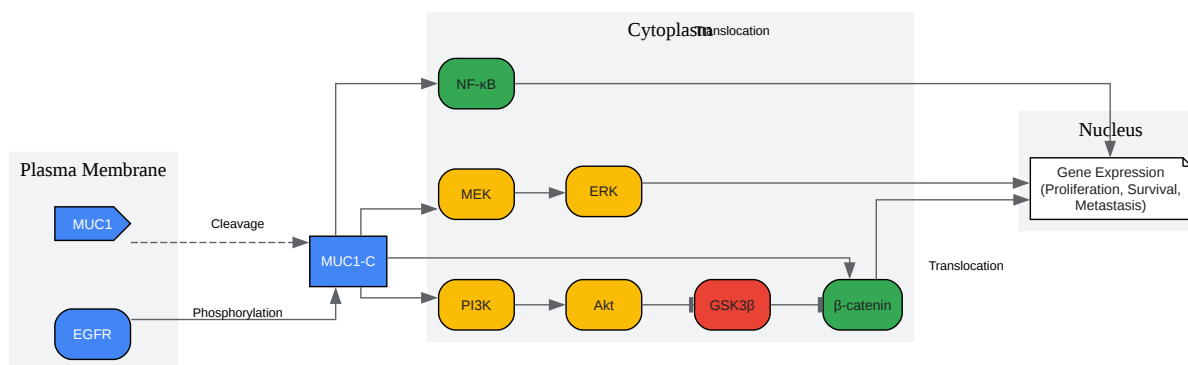 Cytoplasm
Translocation
NF-κB
Nucleus
Plasma Membrane
Gene Expression
(Proliferation, Survival,
Metastasis)
MEK
ERK
MUC1
Cleavage
MUC1-C
Translocation
Phosphorylation
EGFR
PI3K
Akt
GSK3β
β-catenin